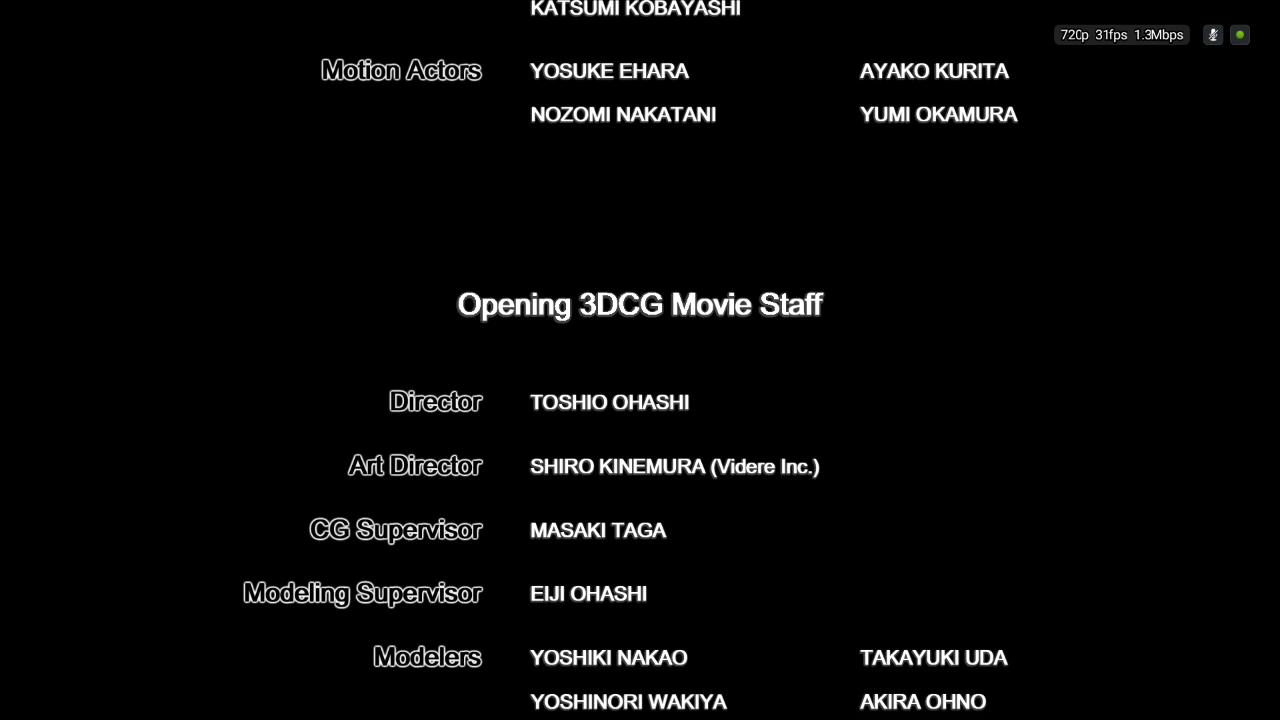 KATSUMI KOBAYASHI
720p 31fps 1.3Mbps
Motion Actors YOSUKE EHARA AYAKO KURITA
NOZOMI NAKATANI YUMI OKAMURA
Opening 3DCG Movie Staff
Director TOSHIO OHASHI
Art Director SHIRO KINEMURA (Videre Inc.)
CG Supervisor MASAKI TAGA
Modeling Supervisor EIJI OHASHI
Modelers YOSHIKI NAKAO TAKAYUKI UDA
YOSHINORI WAKIYA AKIRA OHNO